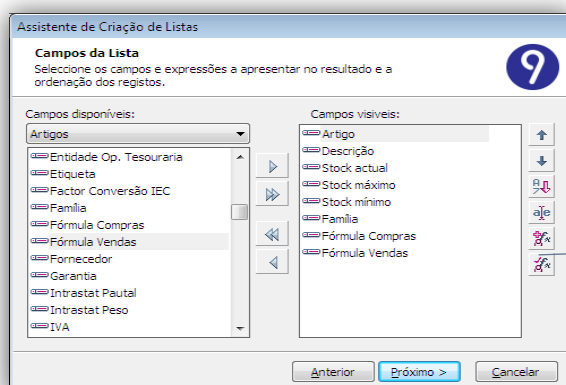 Assistente de Criação de Listas
Campos da Lista
Seleccione os campos e expressões a apresentar no resultado e a
ordenação dos registos.
9
Campos disponíveis:
Artigos
Entidade Op. Tesouraria
Etiqueta
Factor Conversão IEC
Família
Fórmula Compras
Fórmula Vendas
Fornecedor
Garantia
Intrastat Pautal
Intrastat Peso
IVA
Campos visiveis:
Artigo
Descrição
Stock actual
Stock máximo
Stock mínimo
Família
Fórmula Compras
Fórmula Vendas
Anterior
Próximo >
Cancelar